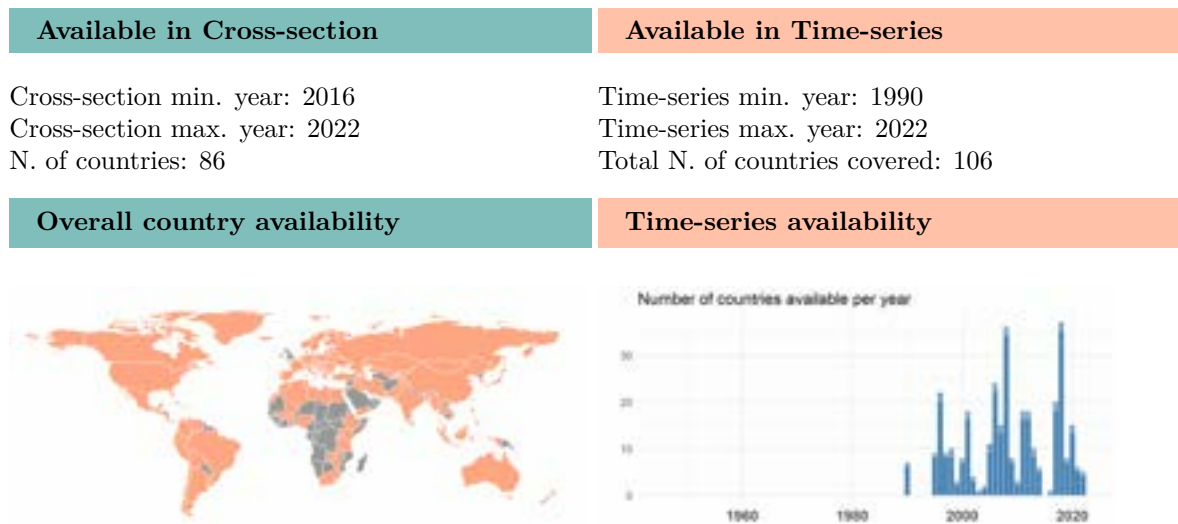 Available in Cross-section
Available in Time-series
Cross-section min. year: 2016
Cross-section max. year: 2022
N. of countries: 86
Time-series min. year: 1990
Time-series max. year: 2022
Total N. of countries covered: 106
Overall country availability
Time-series availability
Number of countries available per year
30
20
10
0
1960 1980 2000 2020